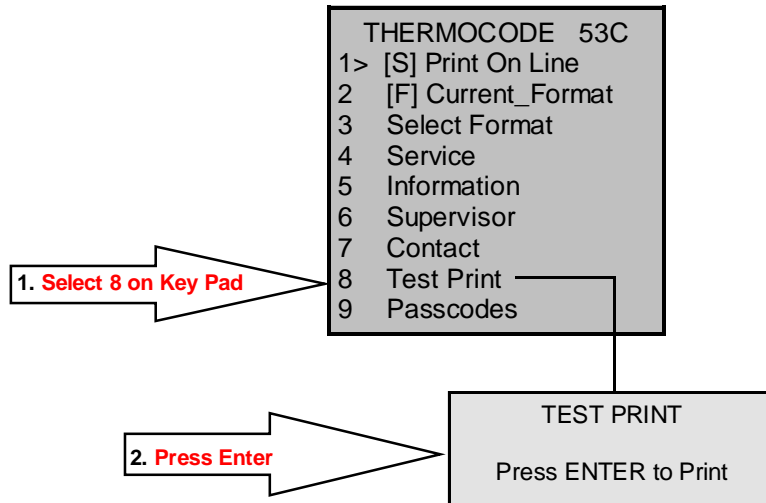 THERMOCODE 53C
1> [S] Print On Line
2 [F] Current_Format
3 Select Format
4 Service
5 Information
6 Supervisor
7 Contact
8 Test Print
9 Passcodes
1. Select 8 on Key Pad
TEST PRINT
Press ENTER to Print
2. Press Enter